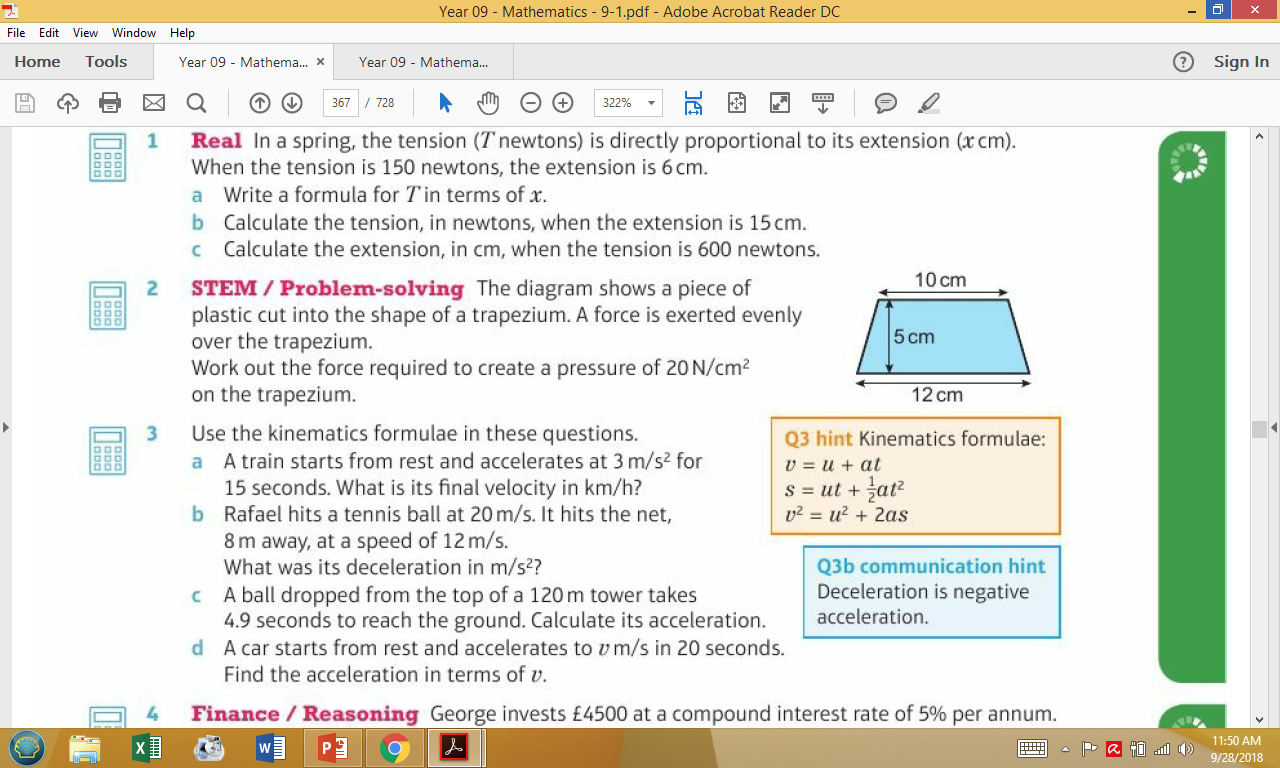 Year 09 - Mathematics - 9-1.pdf - Adobe Acrobat Reader DC
File Edit View Window Help
Home Tools Year 09 - Mathema... × Year 09 - Mathema... ? Sign In
367 / 728 322%
1 Real In a spring, the tension (T newtons) is directly proportional to its extension (x cm).
When the tension is 150 newtons, the extension is 6 cm.
a Write a formula for T in terms of x.
b Calculate the tension, in newtons, when the extension is 15 cm.
c Calculate the extension, in cm, when the tension is 600 newtons.
2 STEM / Problem-solving The diagram shows a piece of
plastic cut into the shape of a trapezium. A force is exerted evenly
over the trapezium.
Work out the force required to create a pressure of 20 N/cm²
on the trapezium.
10 cm
5 cm
12 cm
3 Use the kinematics formulae in these questions.
a A train starts from rest and accelerates at 3 m/s² for
15 seconds. What is its final velocity in km/h?
b Rafael hits a tennis ball at 20 m/s. It hits the net,
8 m away, at a speed of 12 m/s.
What was its deceleration in m/s²?
c A ball dropped from the top of a 120 m tower takes
4.9 seconds to reach the ground. Calculate its acceleration.
d A car starts from rest and accelerates to v m/s in 20 seconds.
Find the acceleration in terms of v.
Q3 hint Kinematics formulae:
v = u + at
s = ut + ½at²
v² = u² + 2as
Q3b communication hint
Deceleration is negative
acceleration.
4 Finance / Reasoning George invests £4500 at a compound interest rate of 5% per annum.
11:50 AM
9/28/2018